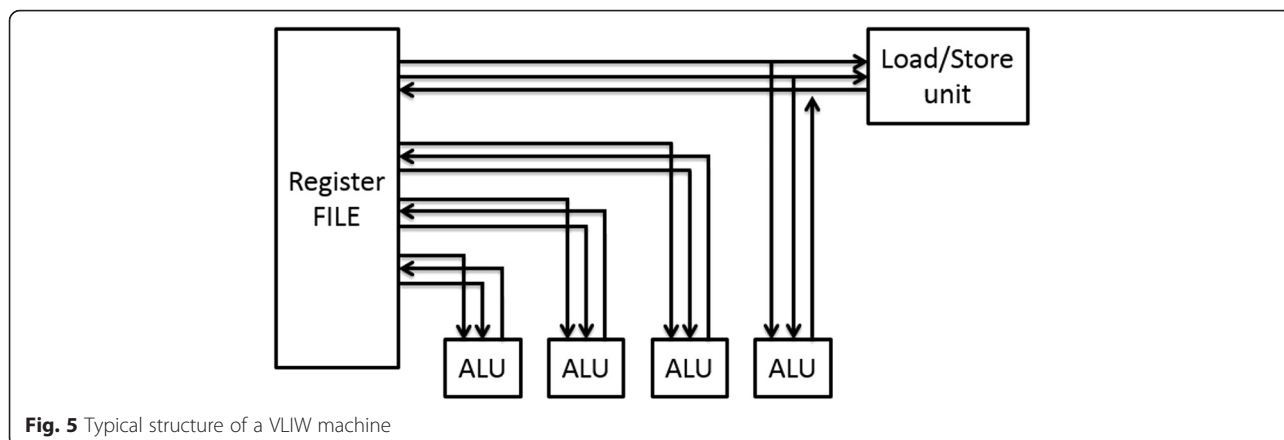 Register
FILE
Load/Store
unit
ALU
ALU
ALU
ALU
Fig. 5 Typical structure of a VLIW machine